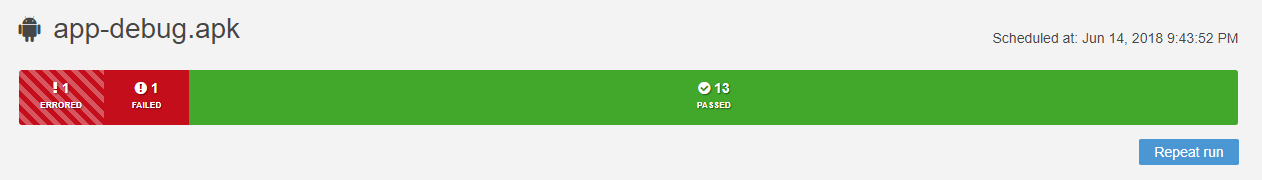 app-debug.apk
Scheduled at: Jun 14, 2018 9:43:52 PM
! 1
ERRORED
! 1
FAILED
13
PASSED
Repeat run